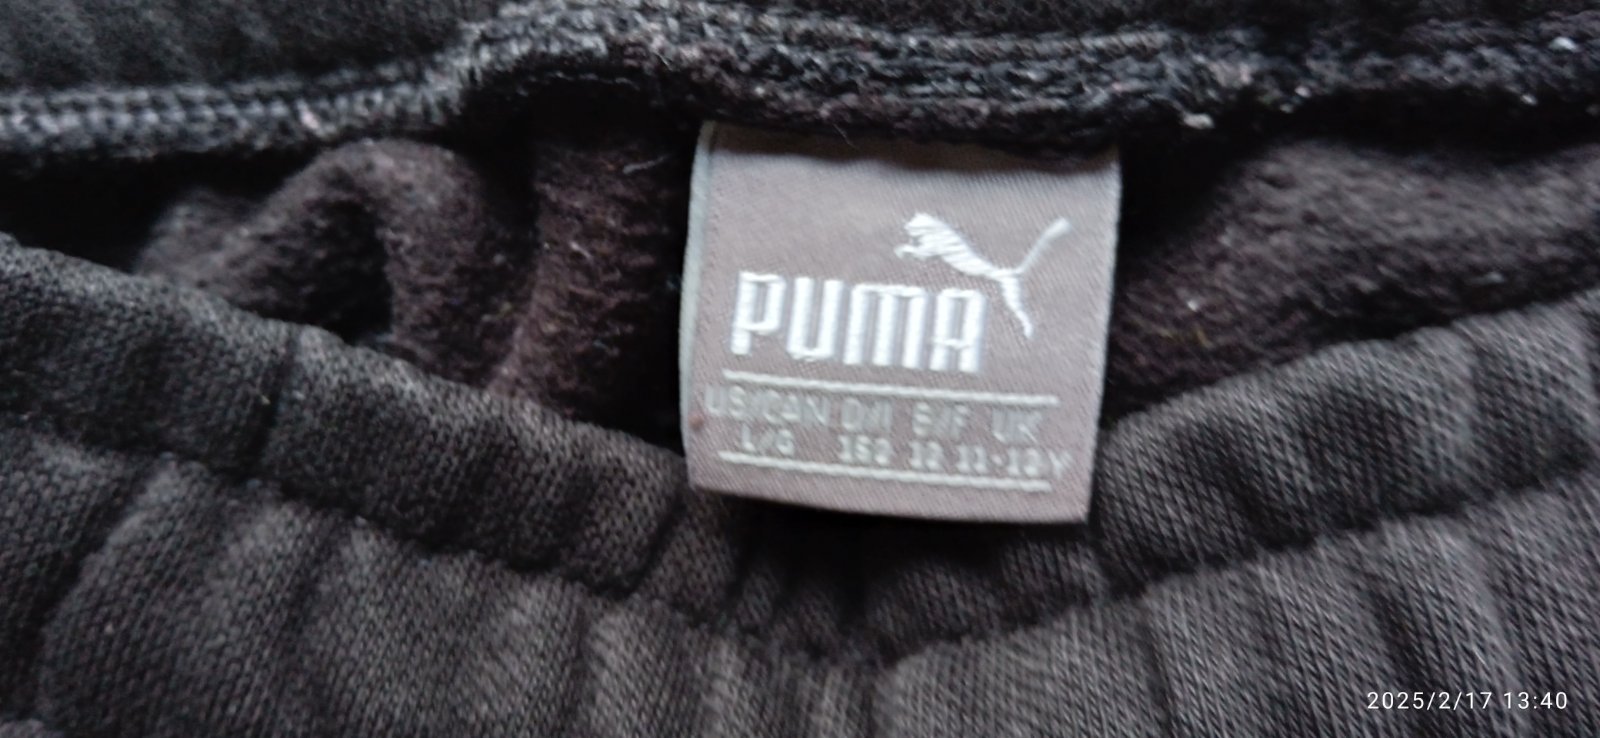 PUMA
US/CAN D/I E/F UK
L/G 152 12 11-12Y
2025/2/17 13:40